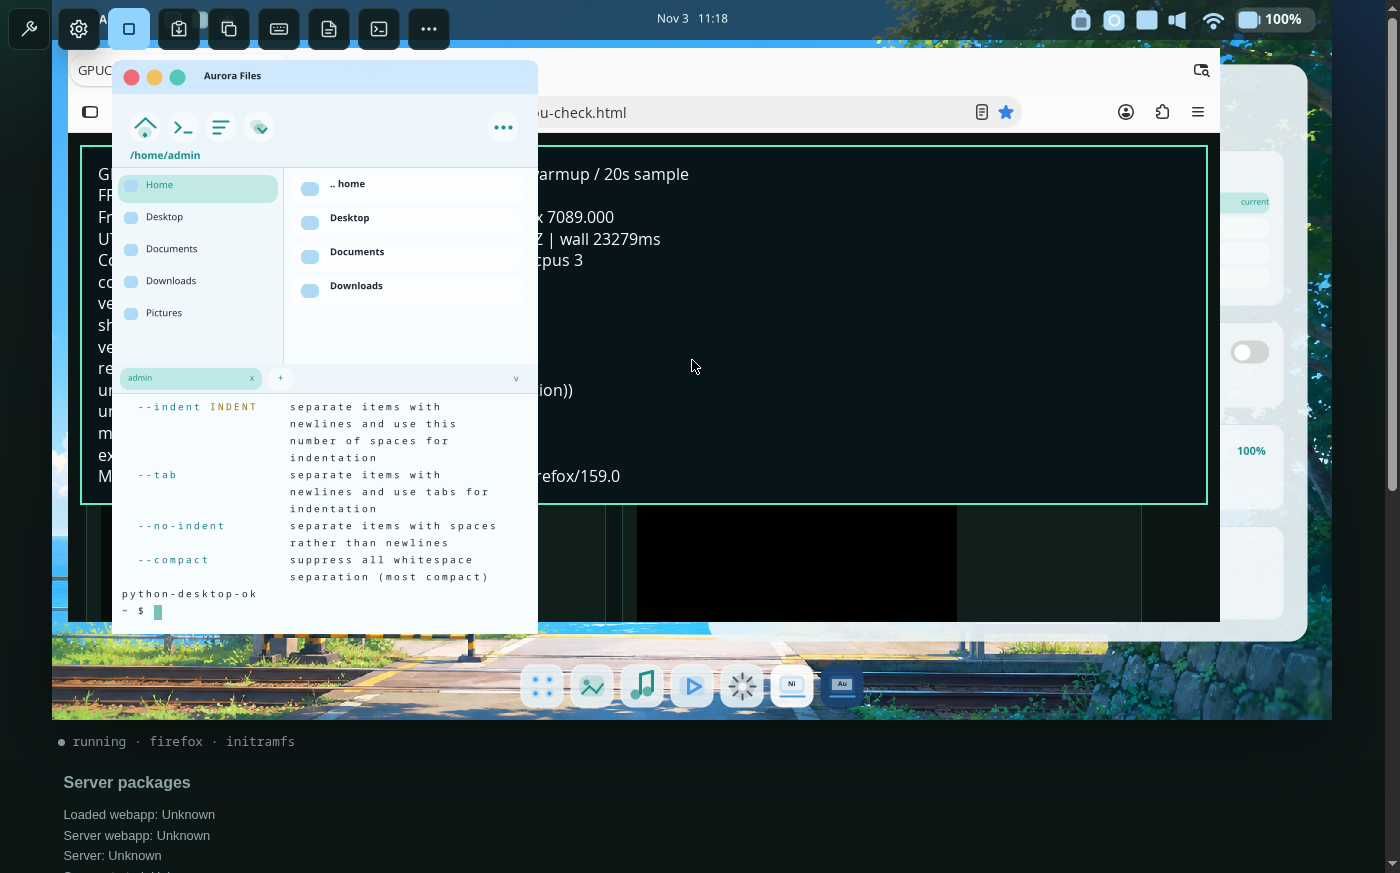 Nov 3 11:18
100%
GPUC
Aurora Files
pu-check.html
/home/admin
Home
Desktop
Documents
Downloads
Pictures
.. home
Desktop
Documents
Downloads
warmup / 20s sample
x 7089.000
Z | wall 23279ms
cpus 3
tion))
refox/159.0
current
100%
admin x + v
--indent INDENT separate items with
newlines and use this
number of spaces for
indentation
--tab separate items with
newlines and use tabs for
indentation
--no-indent separate items with spaces
rather than newlines
--compact suppress all whitespace
separation (most compact)
python-desktop-ok
~ $
Ni
Au
● running · firefox · initramfs
Server packages
Loaded webapp: Unknown
Server webapp: Unknown
Server: Unknown